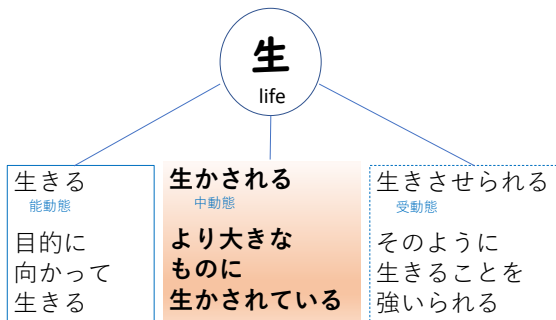 生
life
生きる
能動態
目的に
向かって
生きる
生かされる
中動態
より大きな
ものに
生かされている
生きさせられる
受動態
そのように
生きることを
強いられる